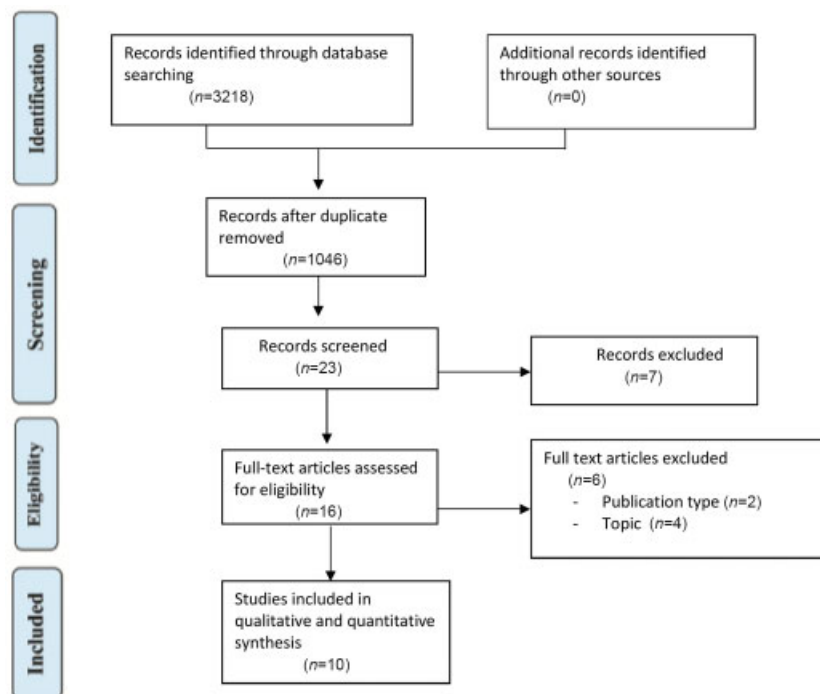 Identification
Records identified through database
searching
(n=3218)
Additional records identified
through other sources
(n=0)
Screening
Records after duplicate
removed
(n=1046)
Records screened
(n=23)
Records excluded
(n=7)
Eligibility
Full-text articles assessed
for eligibility
(n=16)
Full text articles excluded
(n=6)
- Publication type (n=2)
- Topic (n=4)
Included
Studies included in
qualitative and quantitative
synthesis
(n=10)